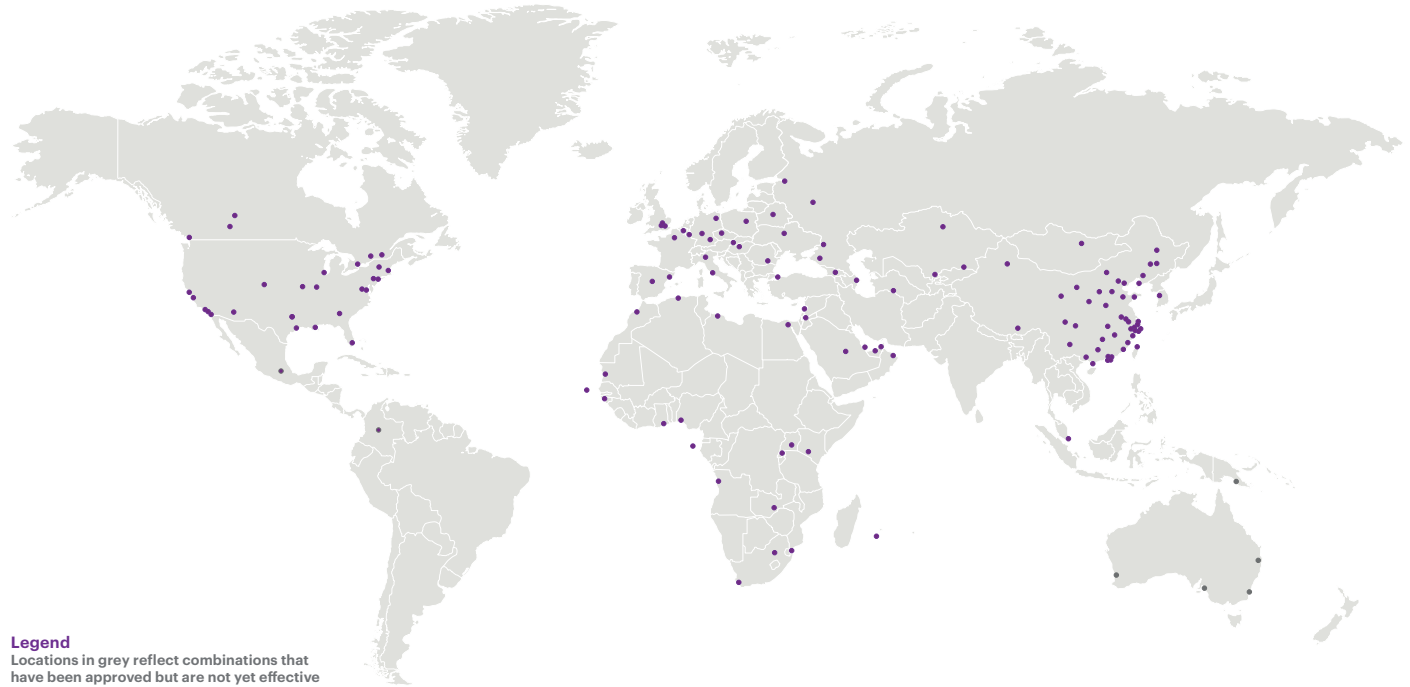 Legend
Locations in grey reflect combinations that
have been approved but are not yet effective